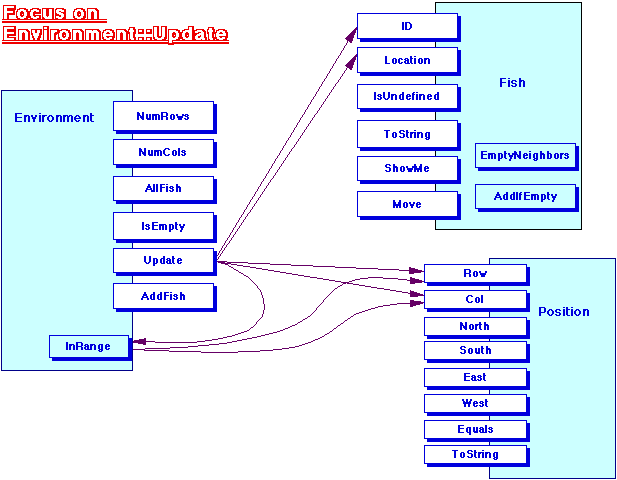 Focus on
Environment::Update
Environment
NumRows
NumCols
AllFish
IsEmpty
Update
AddFish
InRange
ID
Location
IsUndefined
ToString
ShowMe
Move
Fish
EmptyNeighbors
AddIfEmpty
Row
Col
North
South
East
West
Equals
ToString
Position